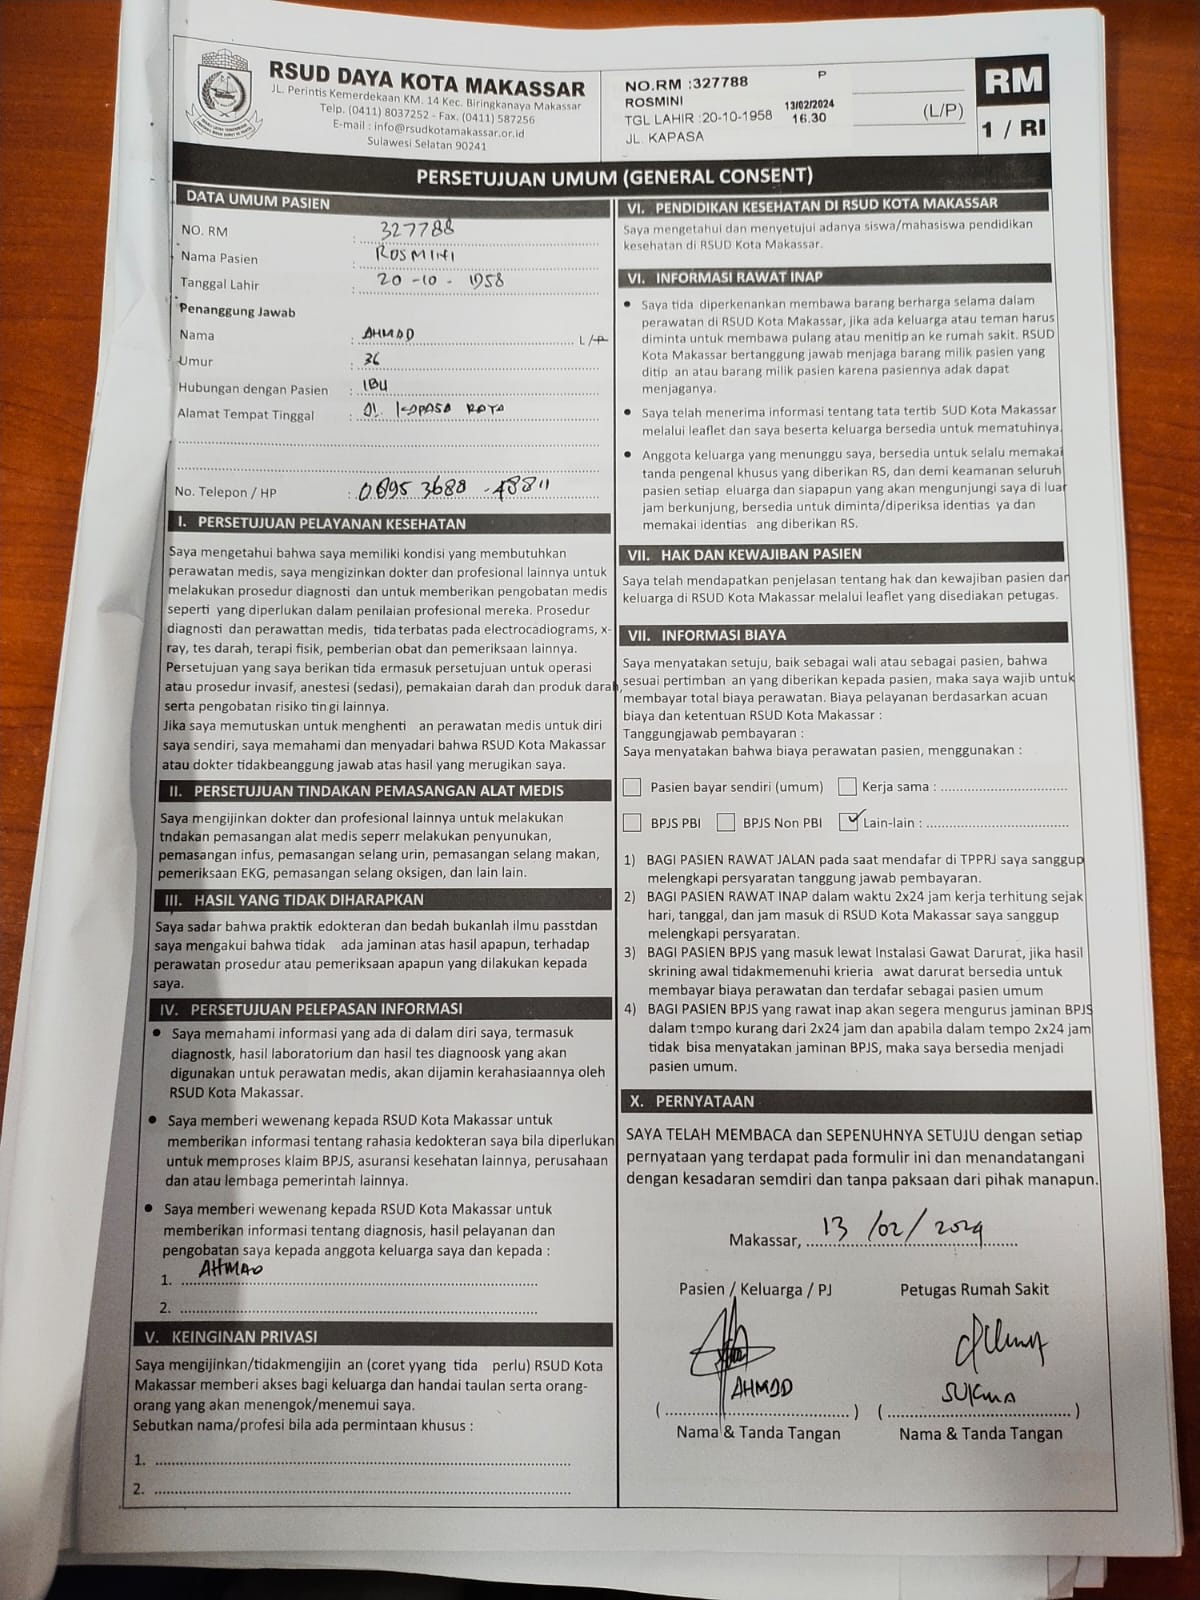 RSUD DAYA KOTA MAKASSAR
JL. Perintis Kemerdekaan KM. 14 Kec. Biringkanaya Makassar
Telp. (0411) 8037252 - Fax. (0411) 587256
E-mail : info@rsudkotamakassar.or.id
Sulawesi Selatan 90241
NO.RM :327788 P
ROSMINI 13/02/2024
TGL LAHIR :20-10-1958 16.30
JL. KAPASA
(L/P)
RM
1 / RI
PERSETUJUAN UMUM (GENERAL CONSENT)
DATA UMUM PASIEN
NO. RM : 327788
Nama Pasien : ROSMINI
Tanggal Lahir : 20-10-1958
Penanggung Jawab
Nama : AHMAD L/P
Umur : 36
Hubungan dengan Pasien : IBU
Alamat Tempat Tinggal : JL. KAPASA RAYA
No. Telepon / HP : 0895 3688
I. PERSETUJUAN PELAYANAN KESEHATAN
Saya mengetahui bahwa saya memiliki kondisi yang membutuhkan
perawatan medis, saya mengizinkan dokter dan profesional lainnya untuk
melakukan prosedur diagnosti dan untuk memberikan pengobatan medis
seperti yang diperlukan dalam penilaian profesional mereka. Prosedur
diagnosti dan perawattan medis, tida terbatas pada electrocadiograms, x-
ray, tes darah, terapi fisik, pemberian obat dan pemeriksaan lainnya.
Persetujuan yang saya berikan tida ermasuk persetujuan untuk operasi
atau prosedur invasif, anestesi (sedasi), pemakaian darah dan produk darah,
serta pengobatan risiko tin gi lainnya.
Jika saya memutuskan untuk menghenti an perawatan medis untuk diri
saya sendiri, saya memahami dan menyadari bahwa RSUD Kota Makassar
atau dokter tidakbeanggung jawab atas hasil yang merugikan saya.
II. PERSETUJUAN TINDAKAN PEMASANGAN ALAT MEDIS
Saya mengijinkan dokter dan profesional lainnya untuk melakukan
tndakan pemasangan alat medis seperr melakukan penyunukan,
pemasangan infus, pemasangan selang urin, pemasangan selang makan,
pemeriksaan EKG, pemasangan selang oksigen, dan lain lain.
III. HASIL YANG TIDAK DIHARAPKAN
Saya sadar bahwa praktik edokteran dan bedah bukanlah ilmu passtdan
saya mengakui bahwa tidak ada jaminan atas hasil apapun, terhadap
perawatan prosedur atau pemeriksaan apapun yang dilakukan kepada
saya.
IV. PERSETUJUAN PELEPASAN INFORMASI
• Saya memahami informasi yang ada di dalam diri saya, termasuk
diagnostk, hasil laboratorium dan hasil tes diagnoosk yang akan
digunakan untuk perawatan medis, akan dijamin kerahasiaannya oleh
RSUD Kota Makassar.
• Saya memberi wewenang kepada RSUD Kota Makassar untuk
memberikan informasi tentang rahasia kedokteran saya bila diperlukan
untuk memproses klaim BPJS, asuransi kesehatan lainnya, perusahaan
dan atau lembaga pemerintah lainnya.
• Saya memberi wewenang kepada RSUD Kota Makassar untuk
memberikan informasi tentang diagnosis, hasil pelayanan dan
pengobatan saya kepada anggota keluarga saya dan kepada :
1. AHMAD
2.
V. KEINGINAN PRIVASI
Saya mengijinkan/tidakmengijin an (coret yyang tida perlu) RSUD Kota
Makassar memberi akses bagi keluarga dan handai taulan serta orang-
orang yang akan menengok/menemui saya.
Sebutkan nama/profesi bila ada permintaan khusus :
1.
2.
VI. PENDIDIKAN KESEHATAN DI RSUD KOTA MAKASSAR
Saya mengetahui dan menyetujui adanya siswa/mahasiswa pendidikan
kesehatan di RSUD Kota Makassar.
VI. INFORMASI RAWAT INAP
• Saya tida diperkenankan membawa barang berharga selama dalam
perawatan di RSUD Kota Makassar, jika ada keluarga atau teman harus
diminta untuk membawa pulang atau menitip an ke rumah sakit. RSUD
Kota Makassar bertanggung jawab menjaga barang milik pasien yang
ditip an atau barang milik pasien karena pasiennya adak dapat
menjaganya.
• Saya telah menerima informasi tentang tata tertib SUD Kota Makassar
melalui leaflet dan saya beserta keluarga bersedia untuk mematuhinya.
• Anggota keluarga yang menunggu saya, bersedia untuk selalu memakai
tanda pengenal khusus yang diberikan RS, dan demi keamanan seluruh
pasien setiap eluarga dan siapapun yang akan mengunjungi saya di luar
jam berkunjung, bersedia untuk diminta/diperiksa identias ya dan
memakai identias ang diberikan RS.
VII. HAK DAN KEWAJIBAN PASIEN
Saya telah mendapatkan penjelasan tentang hak dan kewajiban pasien dan
keluarga di RSUD Kota Makassar melalui leaflet yang disediakan petugas.
VII. INFORMASI BIAYA
Saya menyatakan setuju, baik sebagai wali atau sebagai pasien, bahwa
sesuai pertimban an yang diberikan kepada pasien, maka saya wajib untuk
membayar total biaya perawatan. Biaya pelayanan berdasarkan acuan
biaya dan ketentuan RSUD Kota Makassar :
Tanggungjawab pembayaran :
Saya menyatakan bahwa biaya perawatan pasien, menggunakan :
Pasien bayar sendiri (umum) Kerja sama :
BPJS PBI BPJS Non PBI ✓ Lain-lain :
1) BAGI PASIEN RAWAT JALAN pada saat mendafar di TPPRJ saya sanggup
melengkapi persyaratan tanggung jawab pembayaran.
2) BAGI PASIEN RAWAT INAP dalam waktu 2x24 jam kerja terhitung sejak
hari, tanggal, dan jam masuk di RSUD Kota Makassar saya sanggup
melengkapi persyaratan.
3) BAGI PASIEN BPJS yang masuk lewat Instalasi Gawat Darurat, jika hasil
skrining awal tidakmemenuhi krieria awat darurat bersedia untuk
membayar biaya perawatan dan terdafar sebagai pasien umum
4) BAGI PASIEN BPJS yang rawat inap akan segera mengurus jaminan BPJS
dalam tempo kurang dari 2x24 jam dan apabila dalam tempo 2x24 jam
tidak bisa menyatakan jaminan BPJS, maka saya bersedia menjadi
pasien umum.
X. PERNYATAAN
SAYA TELAH MEMBACA dan SEPENUHNYA SETUJU dengan setiap
pernyataan yang terdapat pada formulir ini dan menandatangani
dengan kesadaran semdiri dan tanpa paksaan dari pihak manapun.
Makassar, 13/02/2024
Pasien / Keluarga / PJ Petugas Rumah Sakit
AHMAD SUKMA
Nama & Tanda Tangan Nama & Tanda Tangan